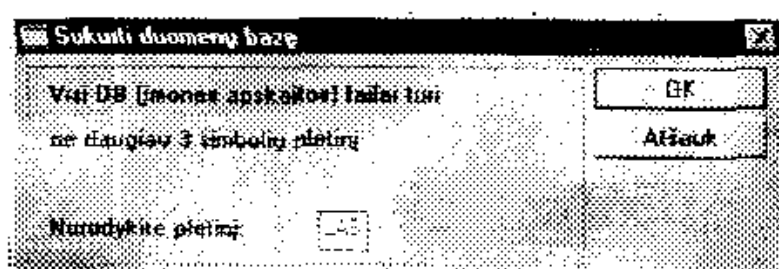 Sukurti duomenų bazę
Visi DB (įmonės apskaitos) failai turi
ne daugiau 3 simbolių plėtinį
Nurodykite plėtinį:
OK
Atšauk